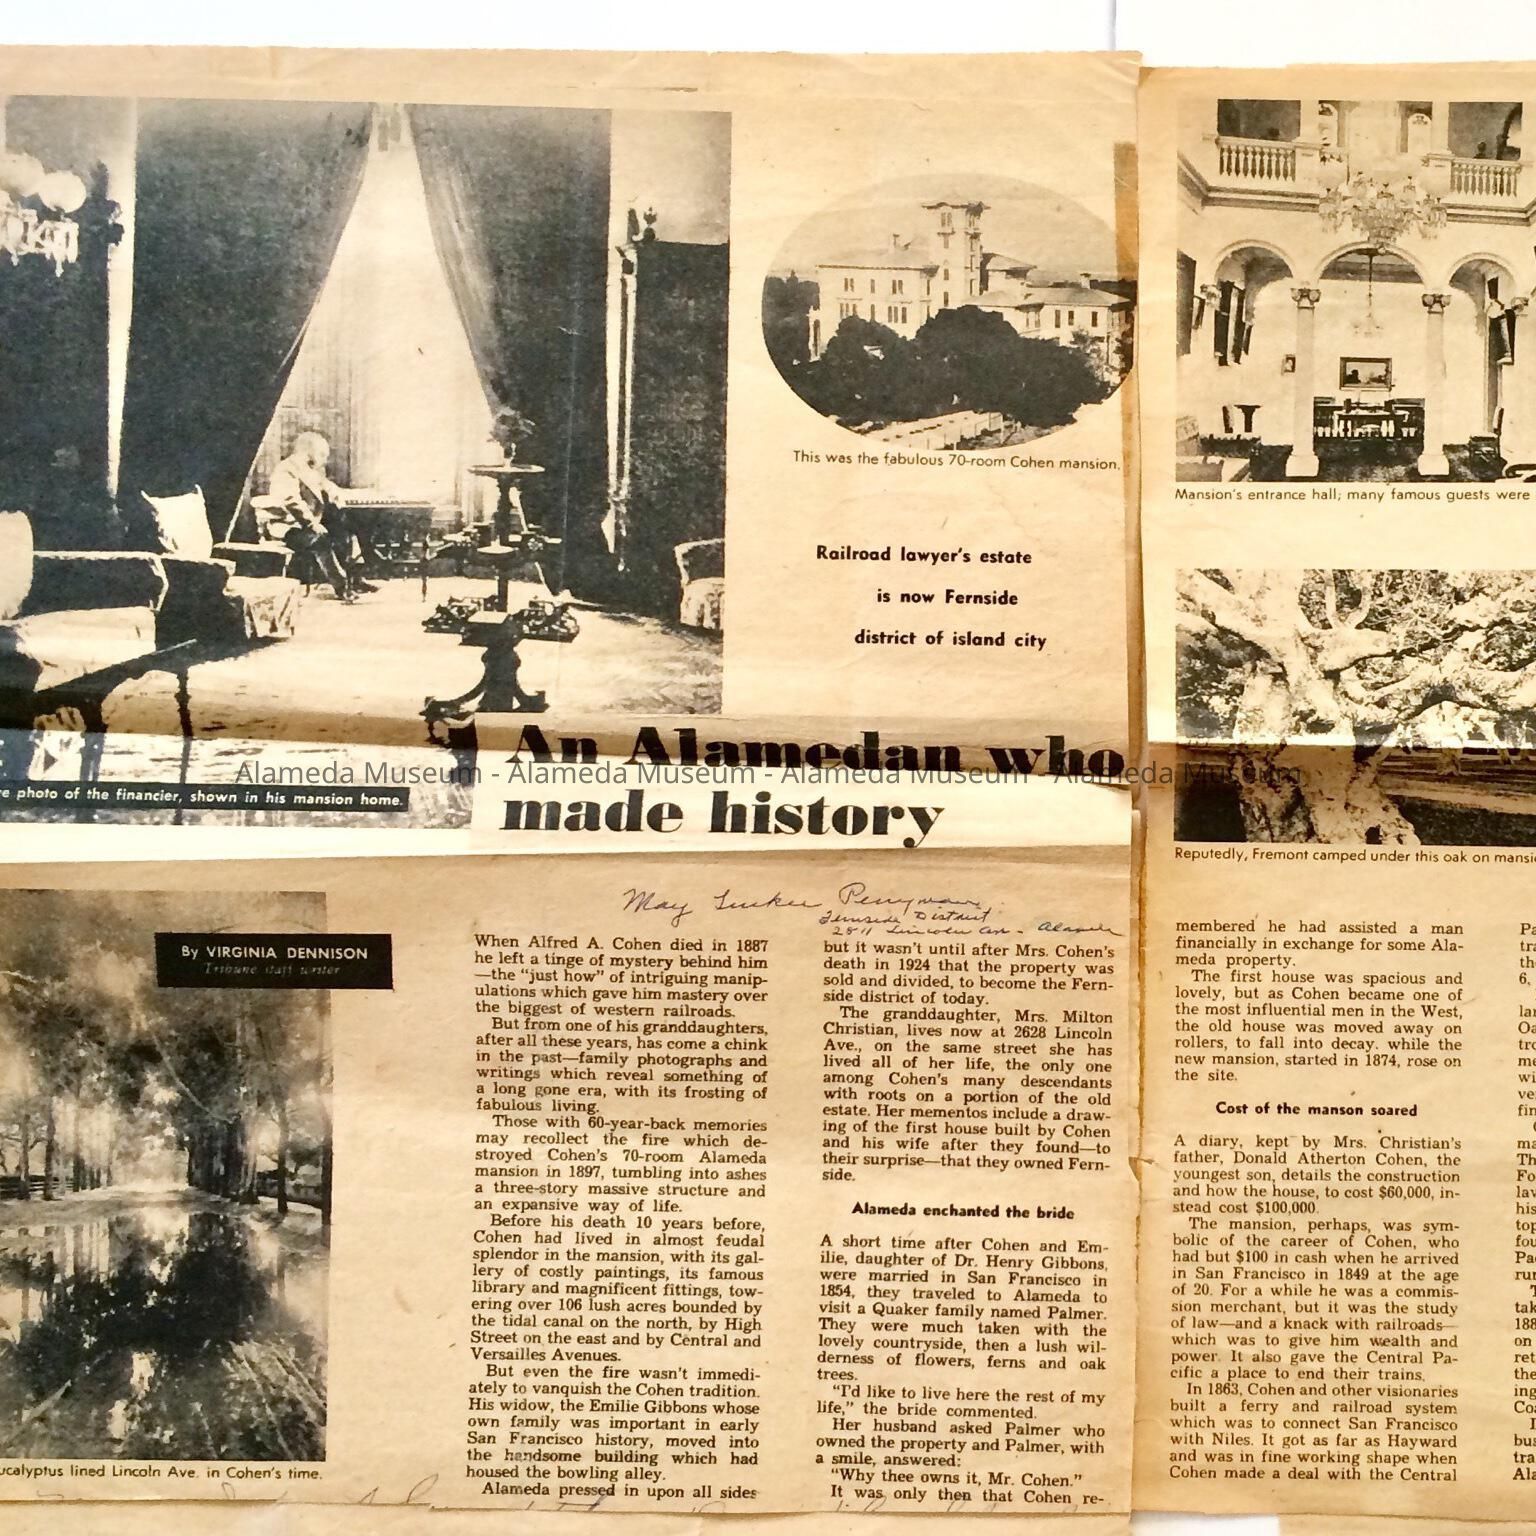 This was the fabulous 70-room Cohen mansion.
Mansion's entrance hall; many famous guests were
Railroad lawyer's estate
is now Fernside
district of island city
An Alamedan who
made history
Alameda Museum - Alameda Museum - Alameda Museum - Alameda Museum
photo of the financier, shown in his mansion home.
Reputedly, Fremont camped under this oak on
By VIRGINIA DENNISON
Tribune staff writer
lined Lincoln Ave. in Cohen's time.
May
Fernside District
2811 Lincoln Ave - Alameda
When Alfred A. Cohen died in 1887
he left a tinge of mystery behind him
—the "just how" of intriguing manip-
ulations which gave him mastery over
the biggest of western railroads.
But from one of his granddaughters,
after all these years, has come a chink
in the past—family photographs and
writings which reveal something of
a long gone era, with its frosting of
fabulous living.
Those with 60-year-back memories
may recollect the fire which de-
stroyed Cohen's 70-room Alameda
mansion in 1897, tumbling into ashes
a three-story massive structure and
an expansive way of life.
Before his death 10 years before,
Cohen had lived in almost feudal
splendor in the mansion, with its gal-
lery of costly paintings, its famous
library and magnificent fittings, tow-
ering over 106 lush acres bounded by
the tidal canal on the north, by High
Street on the east and by Central and
Versailles Avenues.
But even the fire wasn't immedi-
ately to vanquish the Cohen tradition.
His widow, the Emilie Gibbons whose
own family was important in early
San Francisco history, moved into
the handsome building which had
housed the bowling alley.
Alameda pressed in upon all sides
but it wasn't until after Mrs. Cohen's
death in 1924 that the property was
sold and divided, to become the Fern-
side district of today.
The granddaughter, Mrs. Milton
Christian, lives now at 2628 Lincoln
Ave., on the same street she has
lived all of her life, the only one
among Cohen's many descendants
with roots on a portion of the old
estate. Her mementos include a draw-
ing of the first house built by Cohen
and his wife after they found—to
their surprise—that they owned Fern-
side.
Alameda enchanted the bride
A short time after Cohen and Em-
ilie, daughter of Dr. Henry Gibbons,
were married in San Francisco in
1854, they traveled to Alameda to
visit a Quaker family named Palmer.
They were much taken with the
lovely countryside, then a lush wil-
derness of flowers, ferns and oak
trees.
"I'd like to live here the rest of my
life," the bride commented.
Her husband asked Palmer who
owned the property and Palmer, with
a smile, answered:
"Why thee owns it, Mr. Cohen."
It was only then that Cohen re-
membered he had assisted a man
financially in exchange for some Ala-
meda property.
The first house was spacious and
lovely, but as Cohen became one of
the most influential men in the West,
the old house was moved away on
rollers, to fall into decay. while the
new mansion, started in 1874, rose on
the site.
Cost of the manson soared
A diary, kept by Mrs. Christian's
father, Donald Atherton Cohen, the
youngest son, details the construction
and how the house, to cost $60,000, in-
stead cost $100,000.
The mansion, perhaps, was sym-
bolic of the career of Cohen, who
had but $100 in cash when he arrived
in San Francisco in 1849 at the age
of 20. For a while he was a commis-
sion merchant, but it was the study
of law—and a knack with railroads—
which was to give him wealth and
power. It also gave the Central Pa-
cific a place to end their trains.
In 1863, Cohen and other visionaries
built a ferry and railroad system
which was to connect San Francisco
with Niles. It got as far as Hayward
and was in fine working shape when
Cohen made a deal with the Central